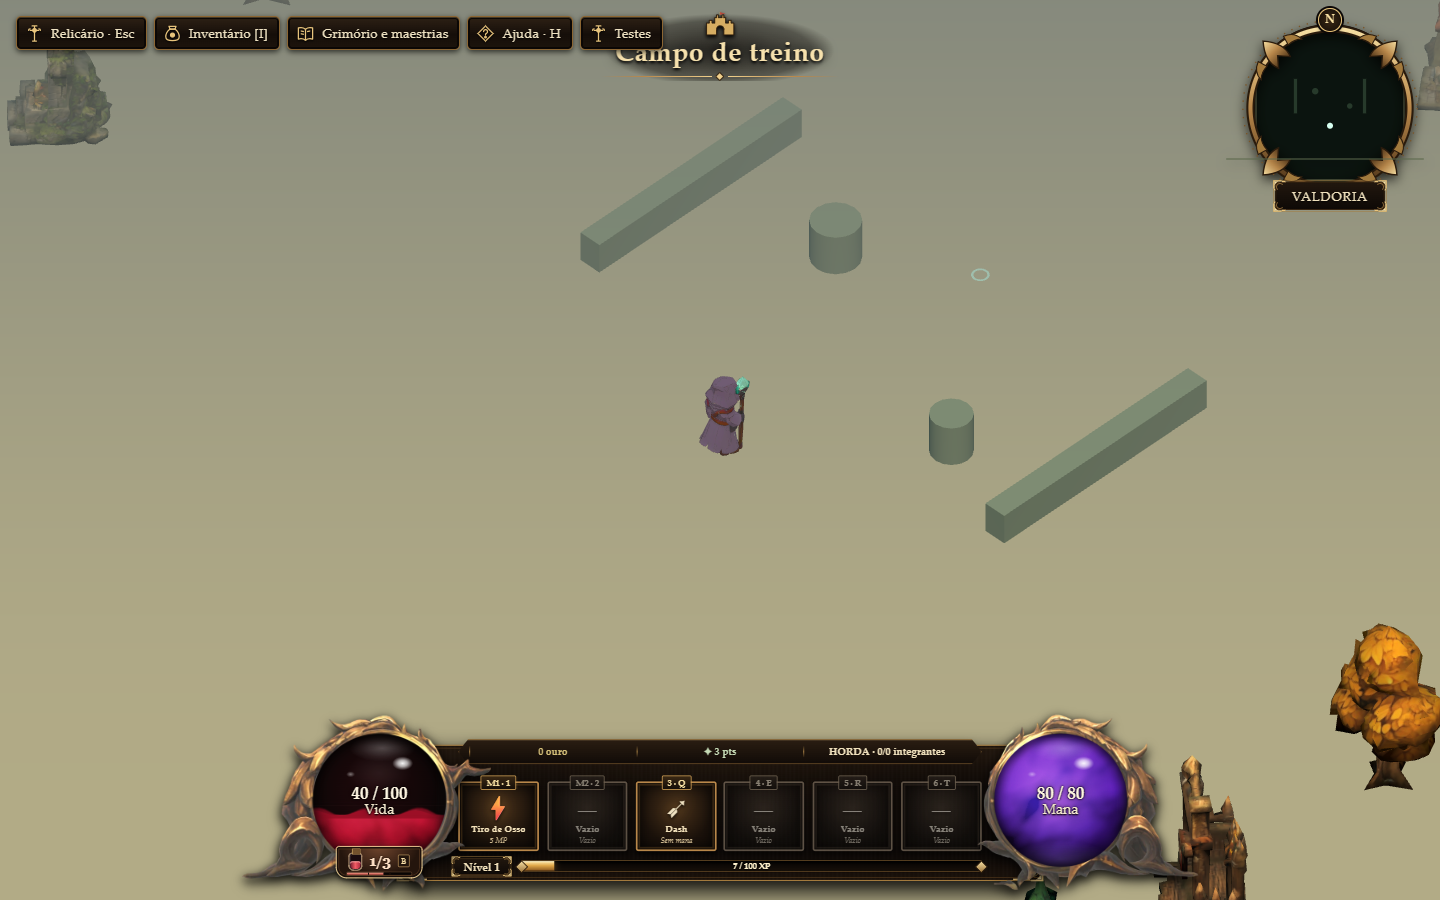 Relicário · Esc
Inventário [I]
Grimório e maestrias
Ajuda · H
Testes
Campo de treino
N
VALDORIA
0 ouro
3 pts
HORDA · 0/0 integrantes
40 / 100
Vida
M1 · 1
Tiro de Osso
5 MP
M2 · 2
Vazio
Vazio
3 · Q
Dash
Sem mana
4 · E
Vazio
Vazio
5 · R
Vazio
Vazio
6 · T
Vazio
Vazio
80 / 80
Mana
1/3
B
Nível 1
7 / 100 XP